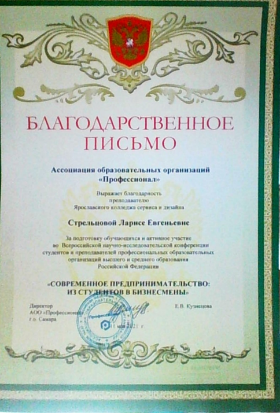 БЛАГОДАРСТВЕННОЕ
ПИСЬМО
Ассоциация образовательных организаций
«Профессионал»
Выражает благодарность
преподавателю
Ярославского колледжа сервиса и дизайна
Стрельцовой Ларисе Евгеньевне
За подготовку обучающихся и активное участие
во Всероссийской научно-исследовательской конференции
студентов и преподавателей профессиональных образовательных
организаций высшего и среднего образования
Российской Федерации
«СОВРЕМЕННОЕ ПРЕДПРИНИМАТЕЛЬСТВО:
ИЗ СТУДЕНТОВ В БИЗНЕСМЕНЫ»
Директор
АОО «Профессионал»
г.о. Самара
Е.В. Кузнецова